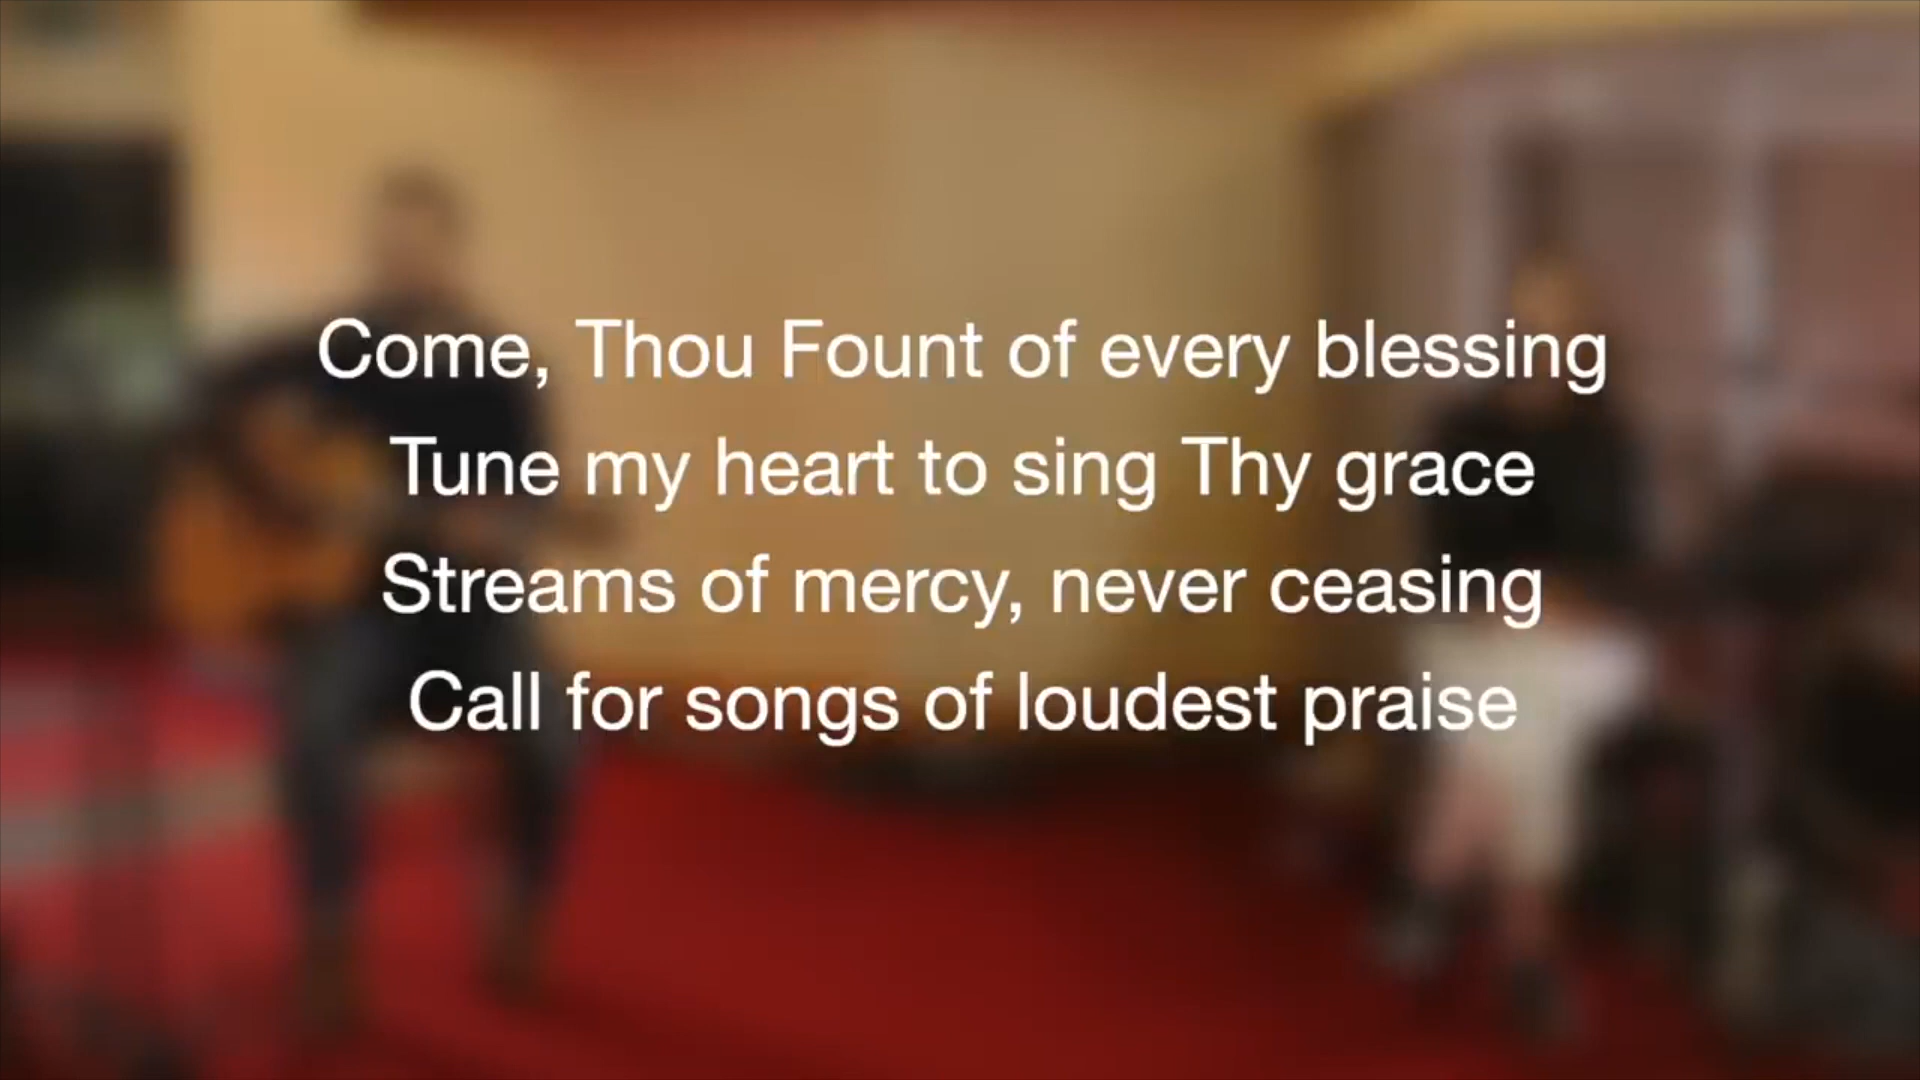 Come, Thou Fount of every blessing
Tune my heart to sing Thy grace
Streams of mercy, never ceasing
Call for songs of loudest praise